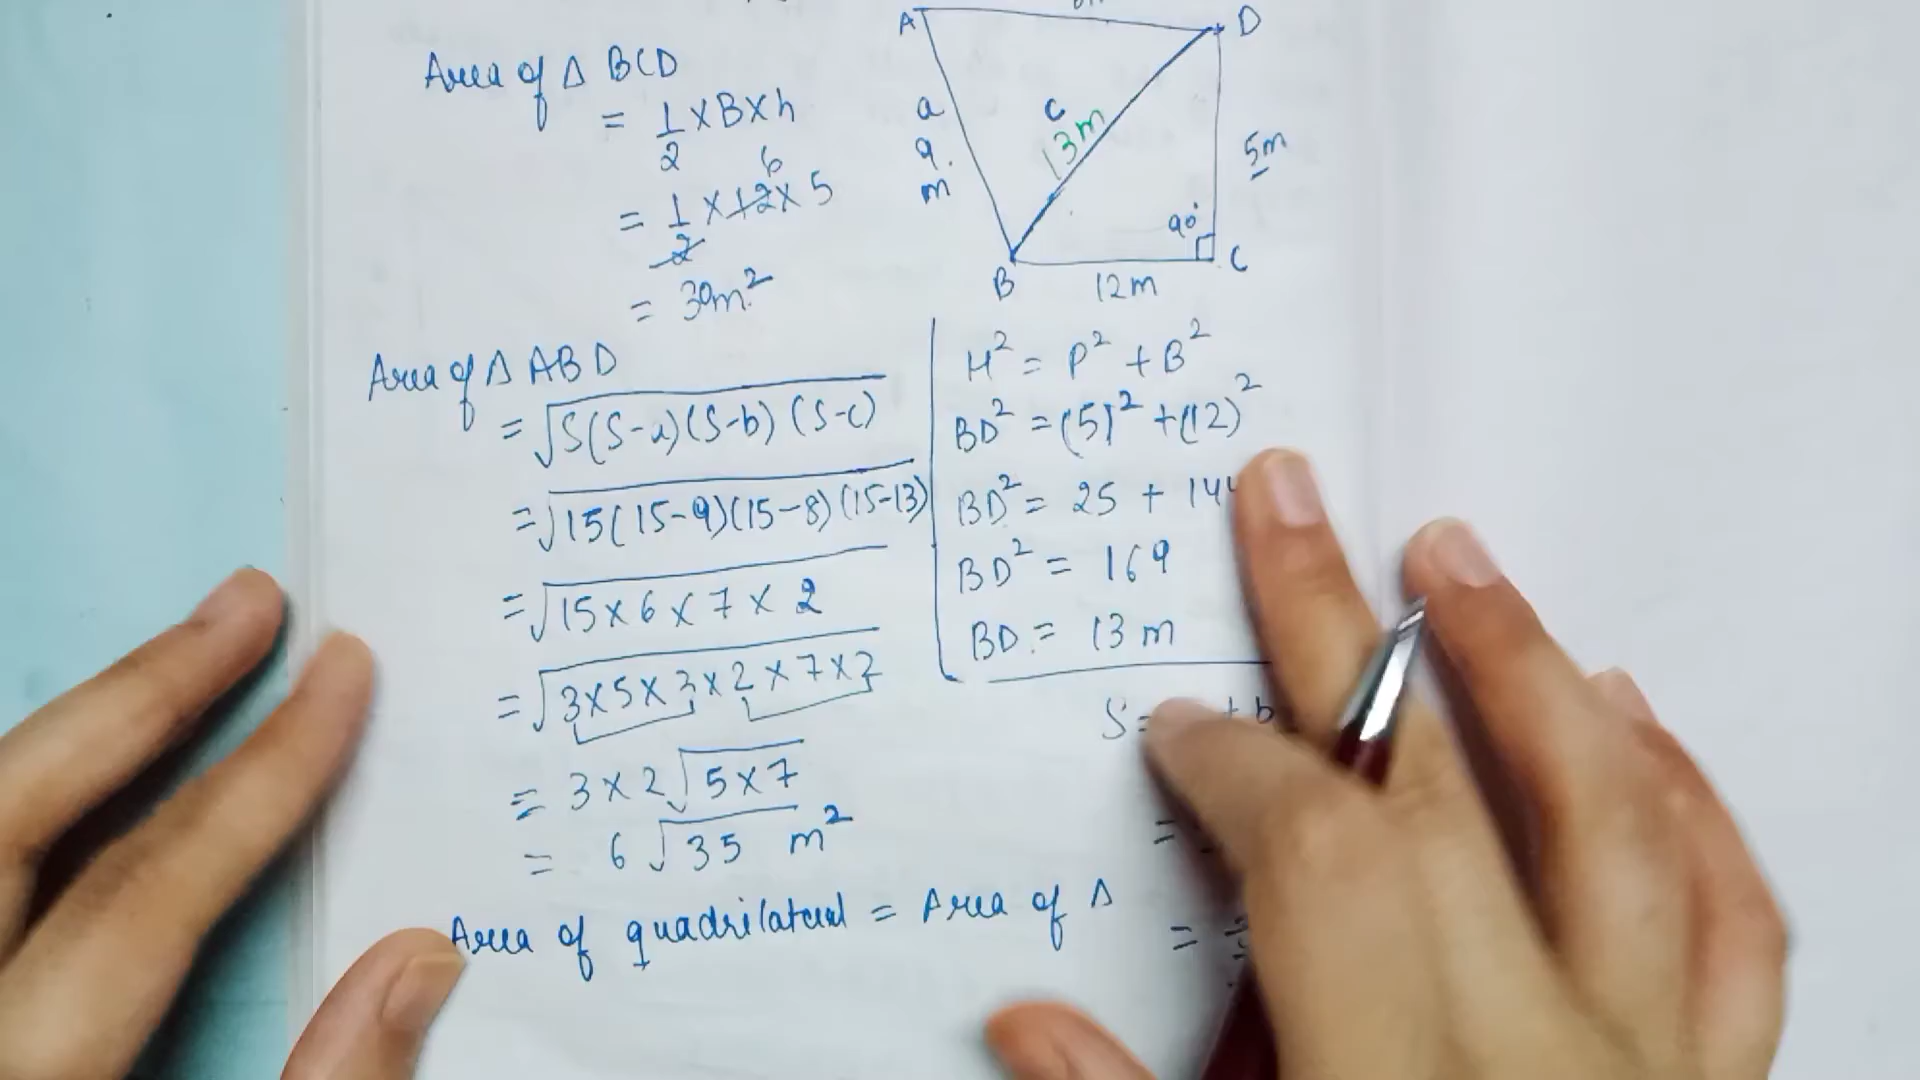 A
D
Area of Δ BCD
= 1/2 × B × h
6
= 1/2 × 12 × 5
= 30m²
a
9
m
C
13m
5m
90°
B
12m
C
Area of Δ ABD
= √S(S-a)(S-b)(S-c)
= √15(15-9)(15-8)(15-13)
= √15 × 6 × 7 × 2
= √3×5×3×2×7×2
= 3×2√5×7
= 6√35 m²
H² = P² + B²
BD² = (5)² + (12)²
BD² = 25 + 144
BD² = 169
BD = 13 m
S = + b
=
=
Area of quadrilateral = Area of Δ